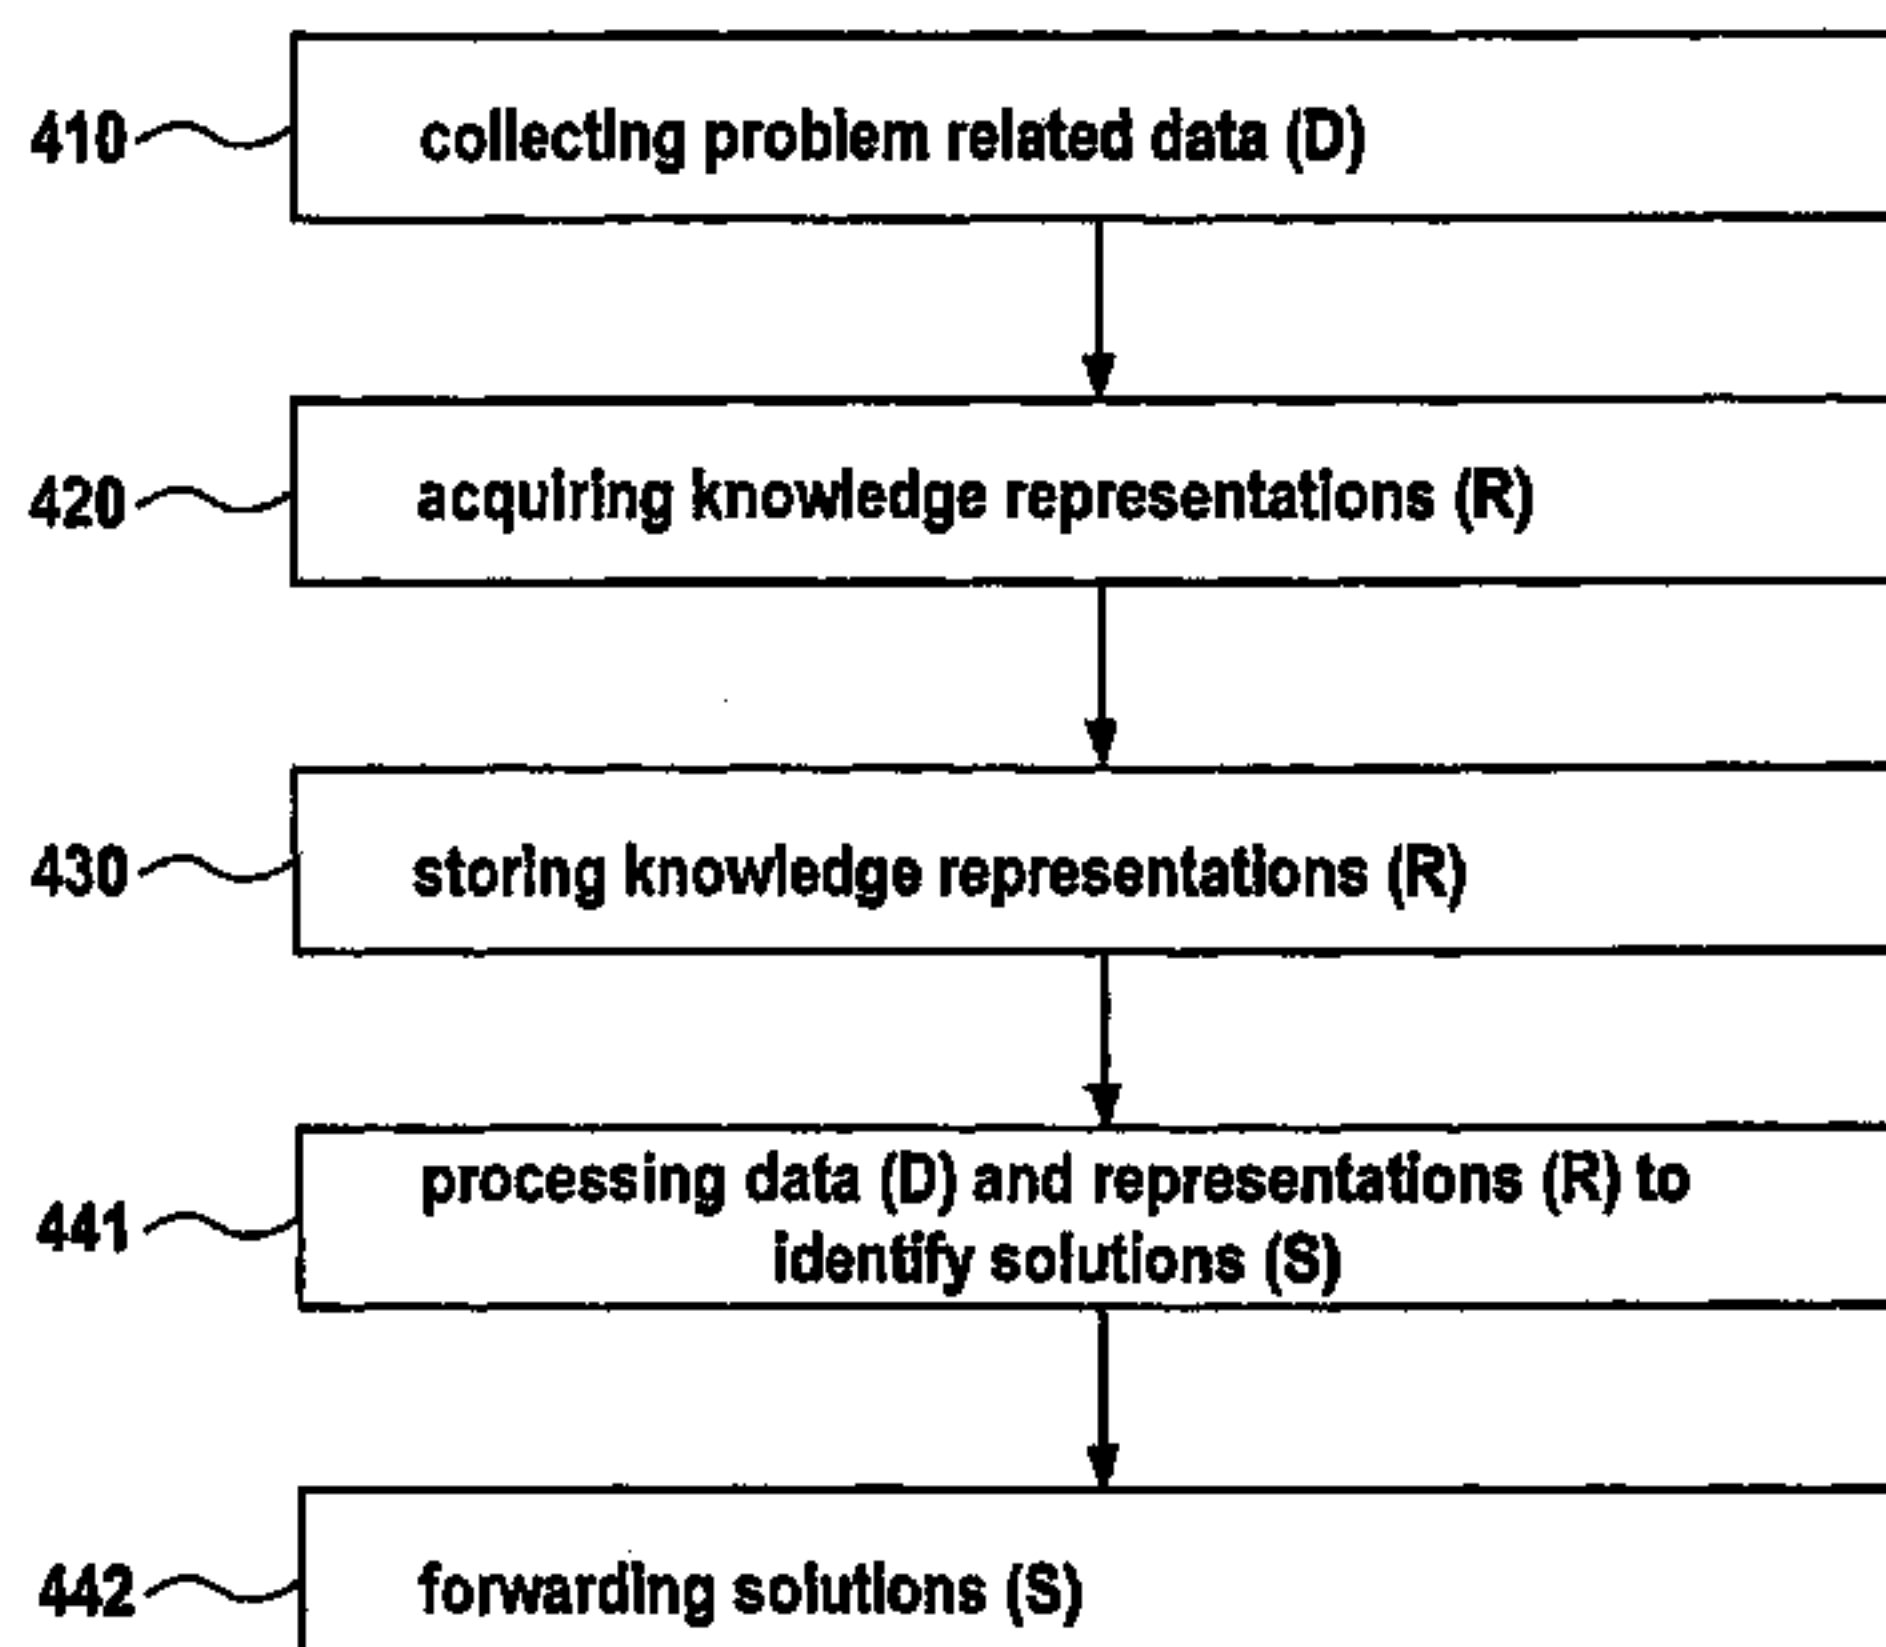 410 collecting problem related data (D)
420 acquiring knowledge representations (R)
430 storing knowledge representations (R)
441 processing data (D) and representations (R) to
identify solutions (S)
442 forwarding solutions (S)